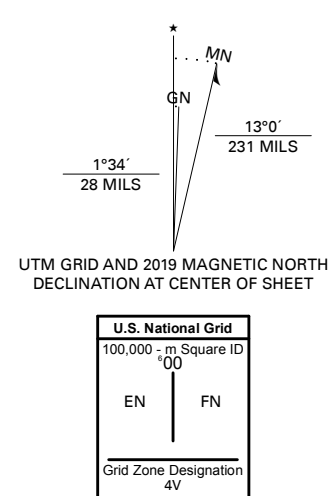 ★
MN
GN
13°0´
231 MILS
1°34´
28 MILS
UTM GRID AND 2019 MAGNETIC NORTH
DECLINATION AT CENTER OF SHEET
U.S. National Grid
100,000 - m Square ID
⁶00
EN FN
Grid Zone Designation
4V